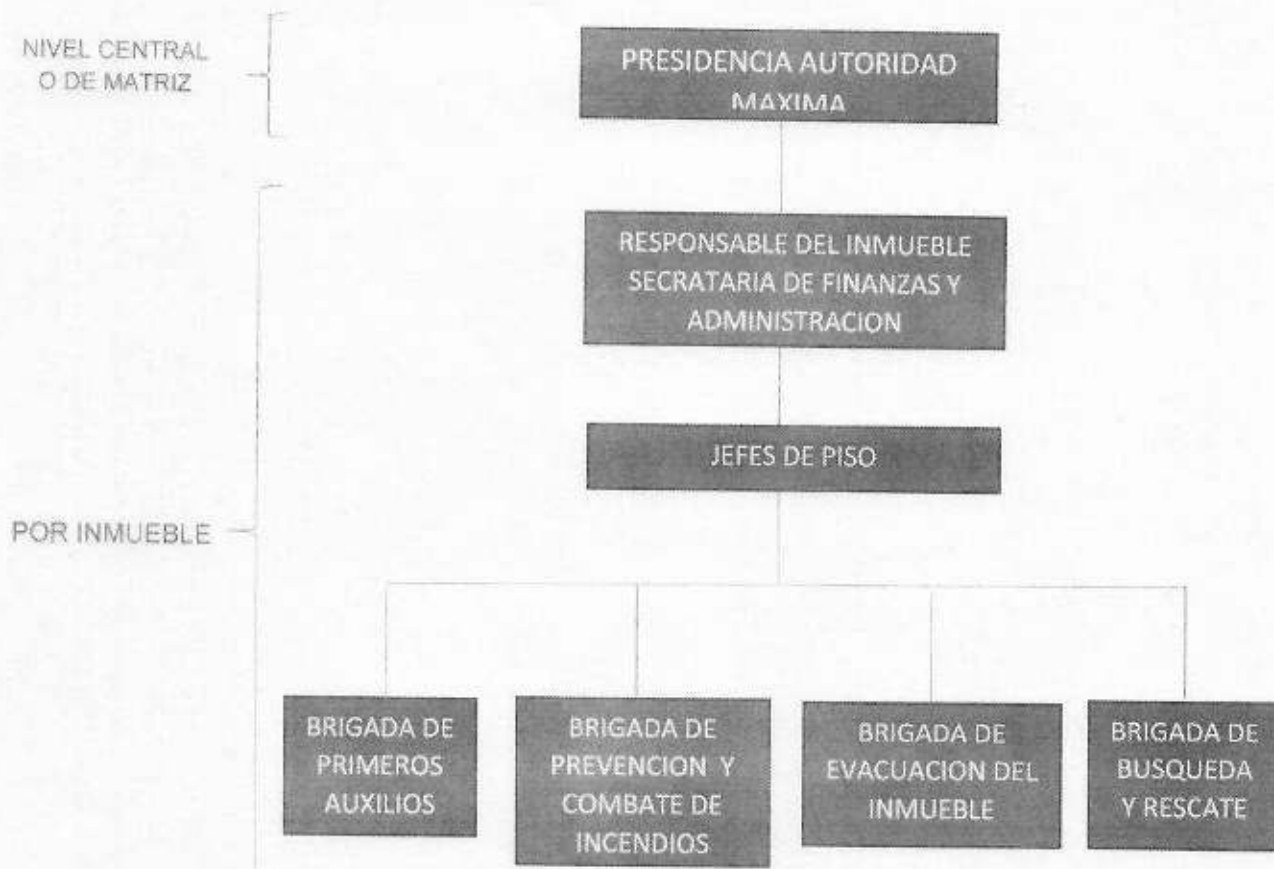 NIVEL CENTRAL
O DE MATRIZ
PRESIDENCIA AUTORIDAD
MAXIMA
RESPONSABLE DEL INMUEBLE
SECRATARIA DE FINANZAS Y
ADMINISTRACION
JEFES DE PISO
POR INMUEBLE
BRIGADA DE
PRIMEROS
AUXILIOS
BRIGADA DE
PREVENCION Y
COMBATE DE
INCENDIOS
BRIGADA DE
EVACUACION DEL
INMUEBLE
BRIGADA DE
BUSQUEDA
Y RESCATE